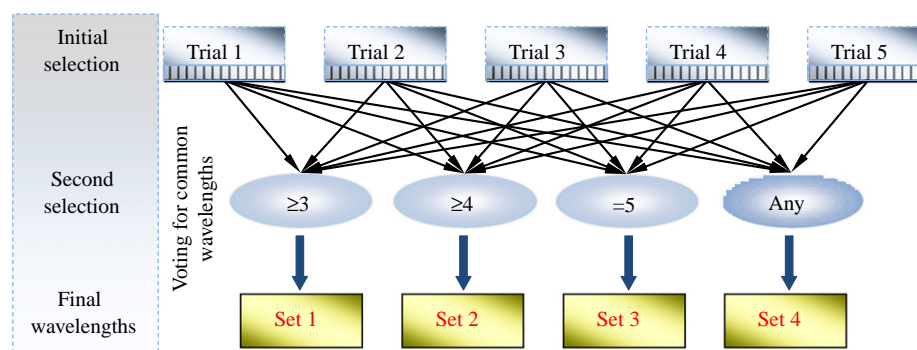 Initial
selection
Trial 1
Trial 2
Trial 3
Trial 4
Trial 5
Voting for common
wavelengths
Second
selection
≥3
≥4
=5
Any
Final
wavelengths
Set 1
Set 2
Set 3
Set 4